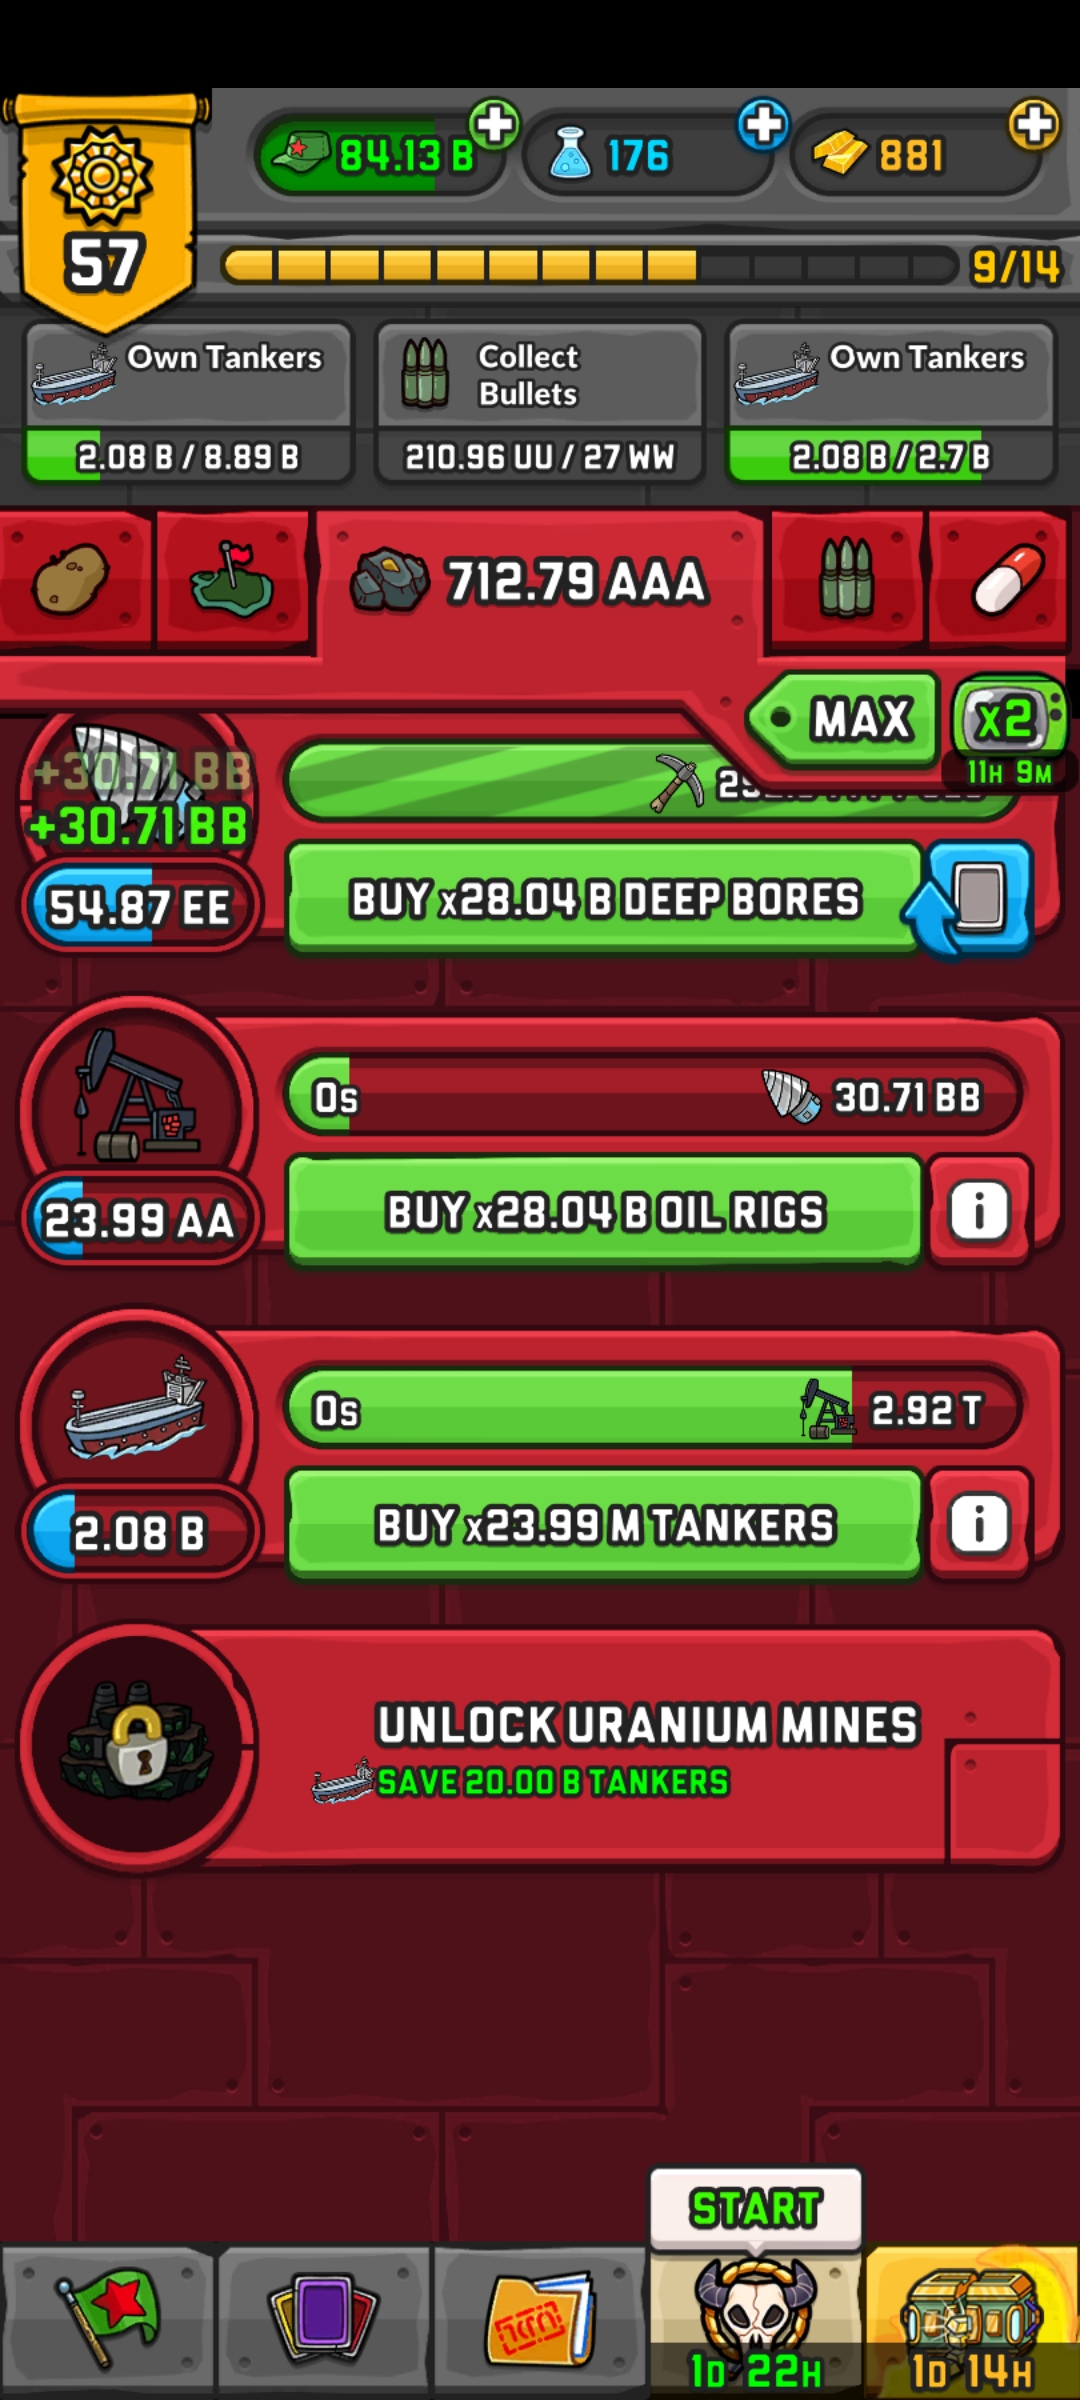 84.13 B
176
881
57
9/14
Own Tankers
2.08 B / 8.89 B
Collect
Bullets
210.96 UU / 27 WW
Own Tankers
2.08 B / 2.7 B
712.79 AAA
MAX
x2
11H 9M
+30.71 BB
+30.71 BB
54.87 EE
BUY x28.04 B DEEP BORES
0s
30.71 BB
23.99 AA
BUY x28.04 B OIL RIGS
i
0s
2.92 T
2.08 B
BUY x23.99 M TANKERS
i
UNLOCK URANIUM MINES
SAVE 20.00 B TANKERS
START
1D 22H
1D 14H